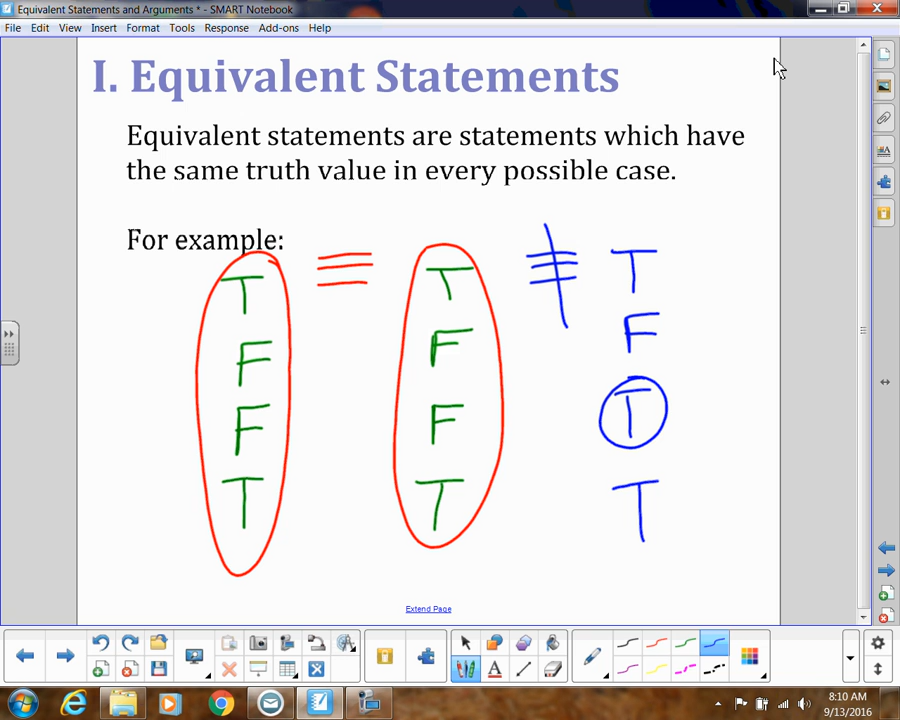 Equivalent Statements and Arguments * - SMART Notebook
File Edit View Insert Format Tools Response Add-ons Help
I. Equivalent Statements
Equivalent statements are statements which have
the same truth value in every possible case.
For example:
T ≡ T ≢ T
F F F
F F T
T T T
Extend Page
8:10 AM
9/13/2016